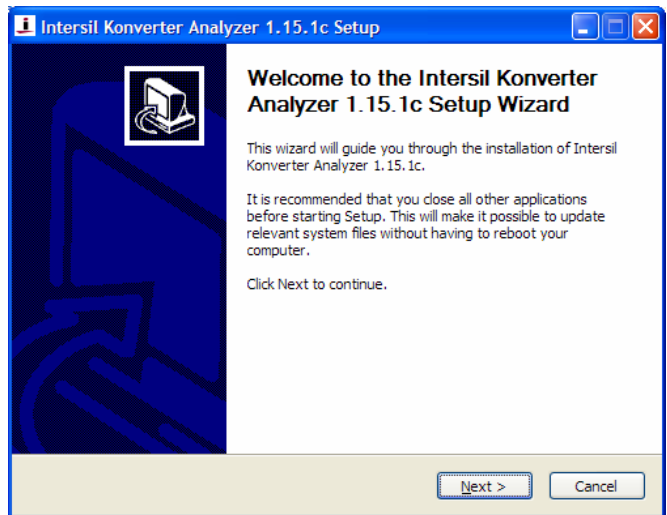 Intersil Konverter Analyzer 1.15.1c Setup
Welcome to the Intersil Konverter
Analyzer 1.15.1c Setup Wizard
This wizard will guide you through the installation of Intersil
Konverter Analyzer 1.15.1c.
It is recommended that you close all other applications
before starting Setup. This will make it possible to update
relevant system files without having to reboot your
computer.
Click Next to continue.
Next >
Cancel